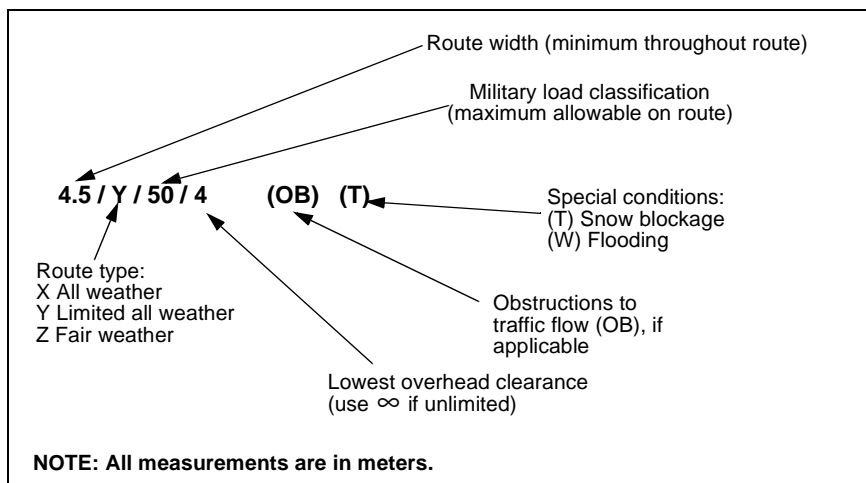 Route width (minimum throughout route)
Military load classification
(maximum allowable on route)
4.5 / Y / 50 / 4 (OB) (T)
Special conditions:
(T) Snow blockage
(W) Flooding
Route type:
X All weather
Y Limited all weather
Z Fair weather
Obstructions to
traffic flow (OB), if
applicable
Lowest overhead clearance
(use ∞ if unlimited)
NOTE: All measurements are in meters.